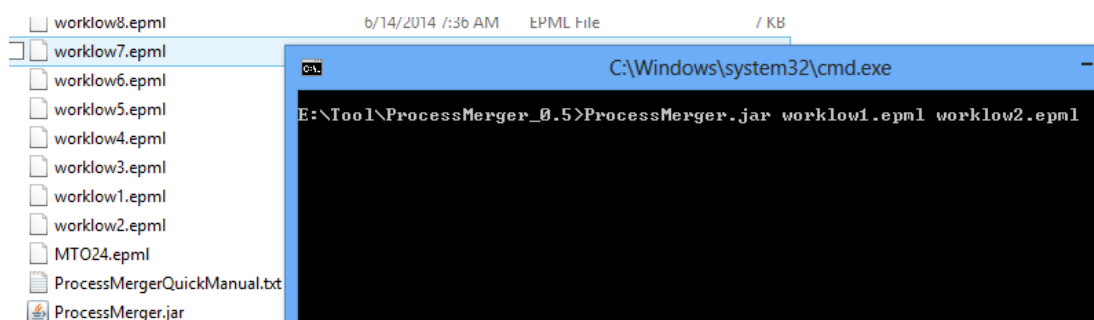 worklow8.epml 6/14/2014 7:36 AM EPML File 7 KB
worklow7.epml
worklow6.epml
worklow5.epml
worklow4.epml
worklow3.epml
worklow1.epml
worklow2.epml
MTO24.epml
ProcessMergerQuickManual.txt
ProcessMerger.jar
C:\Windows\system32\cmd.exe
E:\Tool\ProcessMerger_0.5>ProcessMerger.jar worklow1.epml worklow2.epml